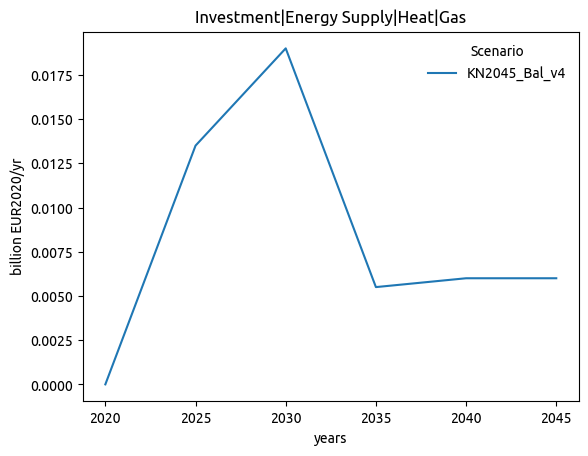 Investment|Energy Supply|Heat|Gas
Scenario
KN2045_Bal_v4
billion EUR2020/yr
0.0175
0.0150
0.0125
0.0100
0.0075
0.0050
0.0025
0.0000
2020 2025 2030 2035 2040 2045
years